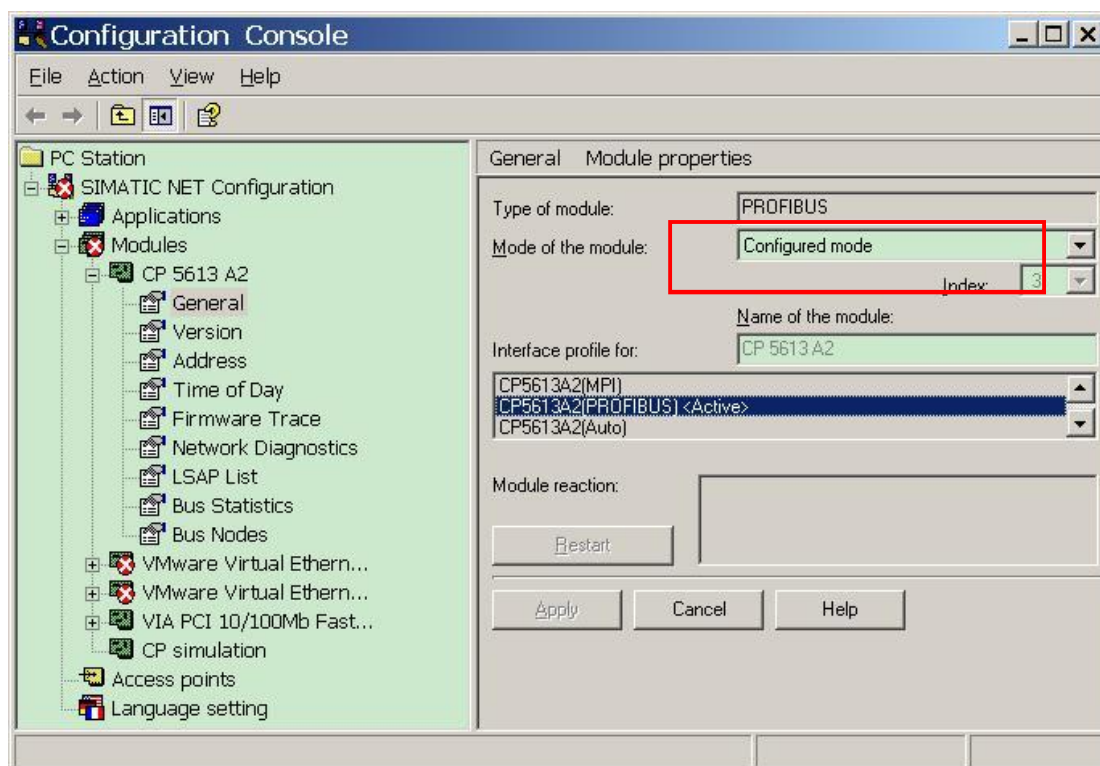 Configuration Console
File Action View Help
PC Station
SIMATIC NET Configuration
Applications
Modules
CP 5613 A2
General
Version
Address
Time of Day
Firmware Trace
Network Diagnostics
LSAP List
Bus Statistics
Bus Nodes
VMware Virtual Ethern...
VMware Virtual Ethern...
VIA PCI 10/100Mb Fast...
CP simulation
Access points
Language setting
General Module properties
Type of module: PROFIBUS
Mode of the module: Configured mode
Index: 3
Name of the module:
Interface profile for: CP 5613 A2
CP5613A2(MPI)
CP5613A2(PROFIBUS) <Active>
CP5613A2(Auto)
Module reaction:
Restart
Apply Cancel Help